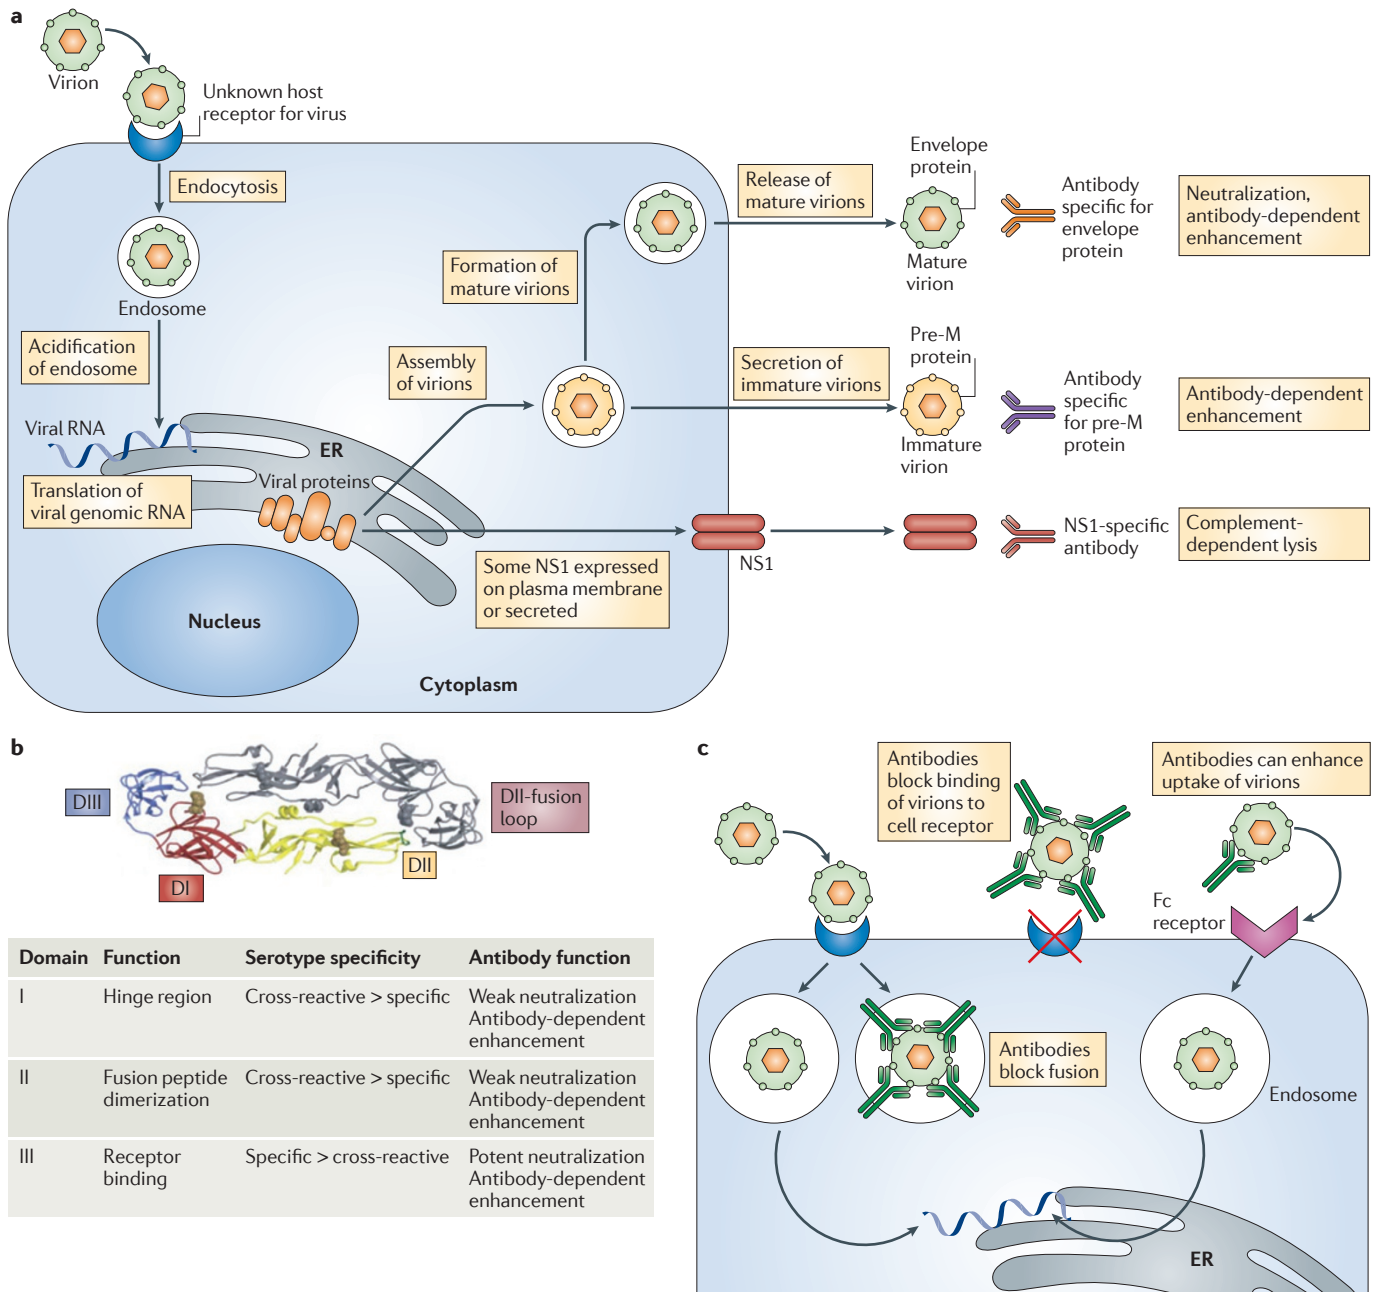 a
Virion
Unknown host
receptor for virus
Endocytosis
Endosome
Acidification
of endosome
Viral RNA
Translation of
viral genomic RNA
ER
Viral proteins
Nucleus
Cytoplasm
Assembly
of virions
Formation of
mature virions
Some NS1 expressed
on plasma membrane
or secreted
NS1
Release of
mature virions
Envelope
protein
Mature
virion
Antibody
specific for
envelope
protein
Neutralization,
antibody-dependent
enhancement
Secretion of
immature virions
Pre-M
protein
Immature
virion
Antibody
specific
for pre-M
protein
Antibody-dependent
enhancement
NS1-specific
antibody
Complement-
dependent lysis
b
DIII
DI
DII
DII-fusion
loop
Domain Function Serotype specificity Antibody function
I Hinge region Cross-reactive > specific Weak neutralization
Antibody-dependent
enhancement
II Fusion peptide Cross-reactive > specific Weak neutralization
dimerization Antibody-dependent
enhancement
III Receptor Specific > cross-reactive Potent neutralization
binding Antibody-dependent
enhancement
c
Antibodies
block binding
of virions to
cell receptor
Antibodies can enhance
uptake of virions
Fc
receptor
Antibodies
block fusion
Endosome
ER